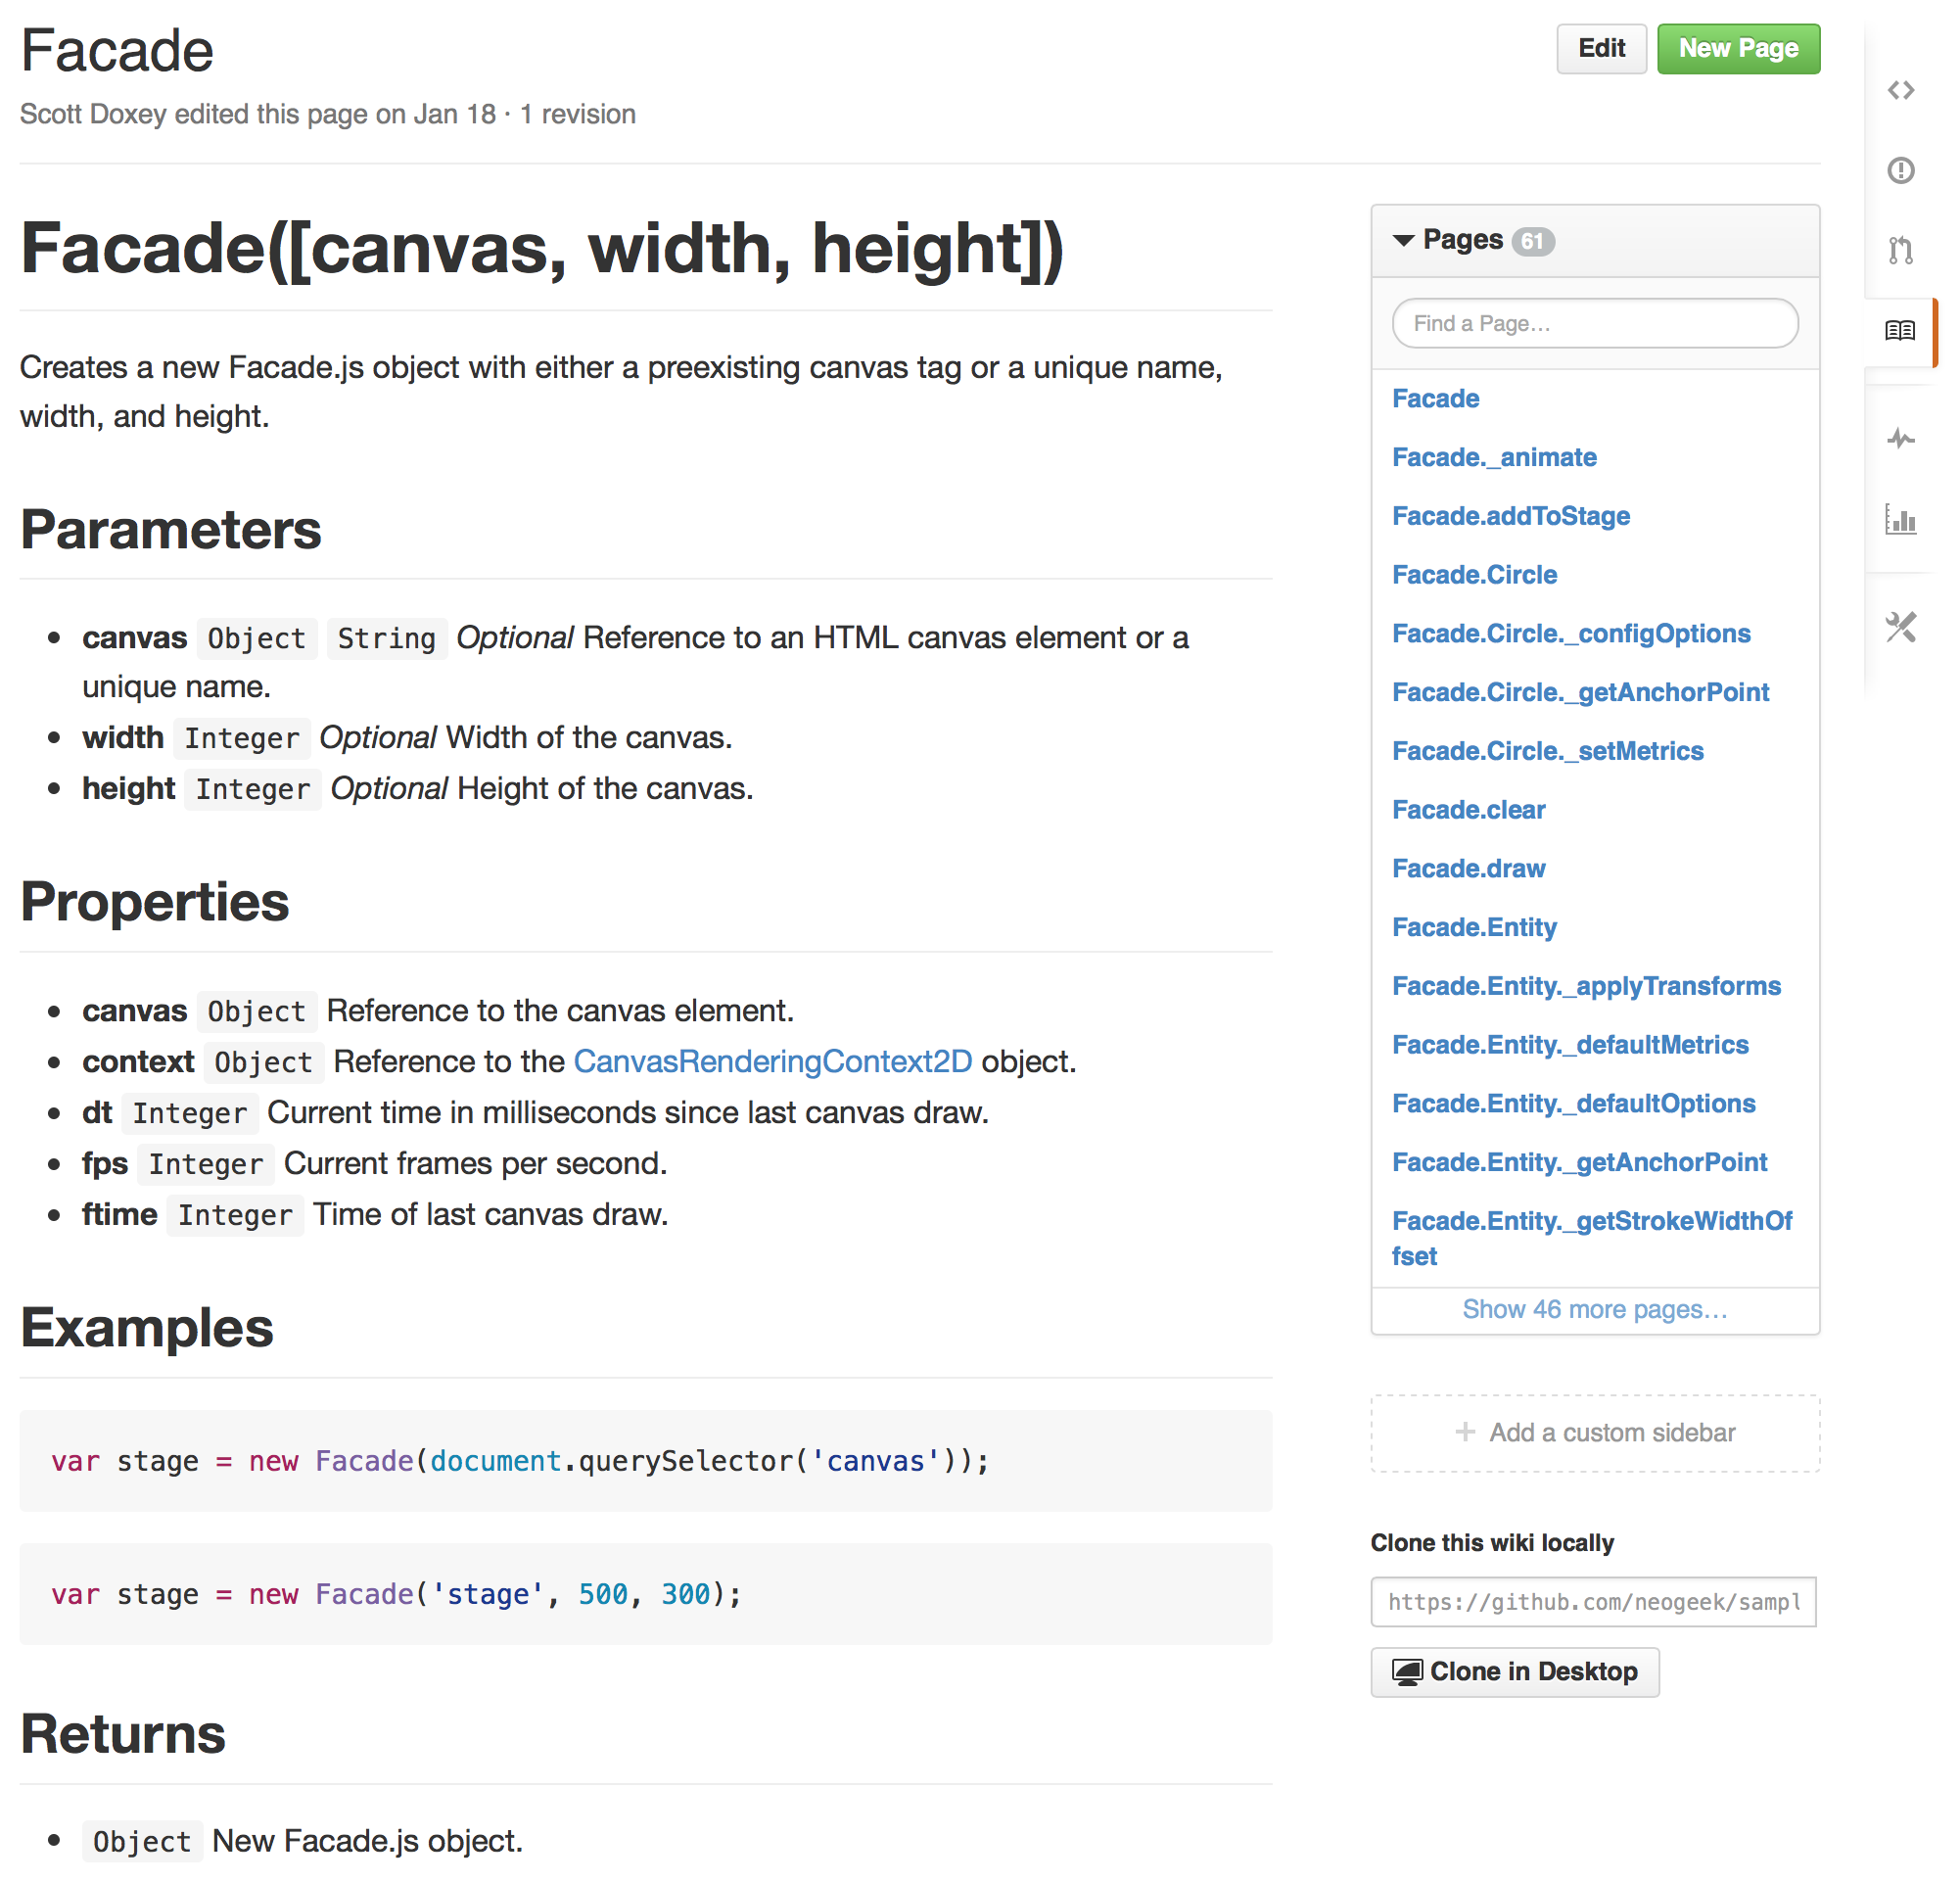 Facade
Edit
New Page
Scott Doxey edited this page on Jan 18 · 1 revision
Facade([canvas, width, height])
Creates a new Facade.js object with either a preexisting canvas tag or a unique name,
width, and height.
Parameters
• canvas Object String Optional Reference to an HTML canvas element or a
unique name.
• width Integer Optional Width of the canvas.
• height Integer Optional Height of the canvas.
Properties
• canvas Object Reference to the canvas element.
• context Object Reference to the CanvasRenderingContext2D object.
• dt Integer Current time in milliseconds since last canvas draw.
• fps Integer Current frames per second.
• ftime Integer Time of last canvas draw.
Examples
var stage = new Facade(document.querySelector('canvas'));
var stage = new Facade('stage', 500, 300);
Returns
• Object New Facade.js object.
Pages 61
Find a Page…
Facade
Facade._animate
Facade.addToStage
Facade.Circle
Facade.Circle._configOptions
Facade.Circle._getAnchorPoint
Facade.Circle._setMetrics
Facade.clear
Facade.draw
Facade.Entity
Facade.Entity._applyTransforms
Facade.Entity._defaultMetrics
Facade.Entity._defaultOptions
Facade.Entity._getAnchorPoint
Facade.Entity._getStrokeWidthOf
fset
Show 46 more pages…
+ Add a custom sidebar
Clone this wiki locally
https://github.com/neogeek/sampl
Clone in Desktop